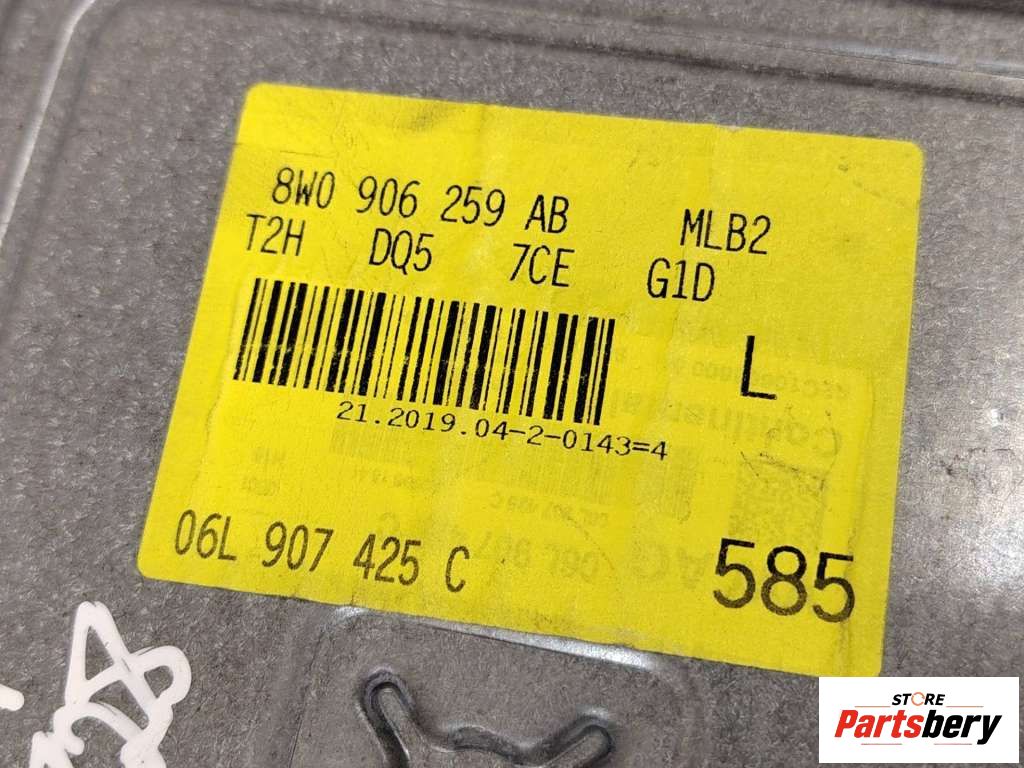 8W0 906 259 AB MLB2
T2H DQ5 7CE G1D
L
21.2019.04-2-0143=4
06L 907 425 C
585
STORE
Partsbery